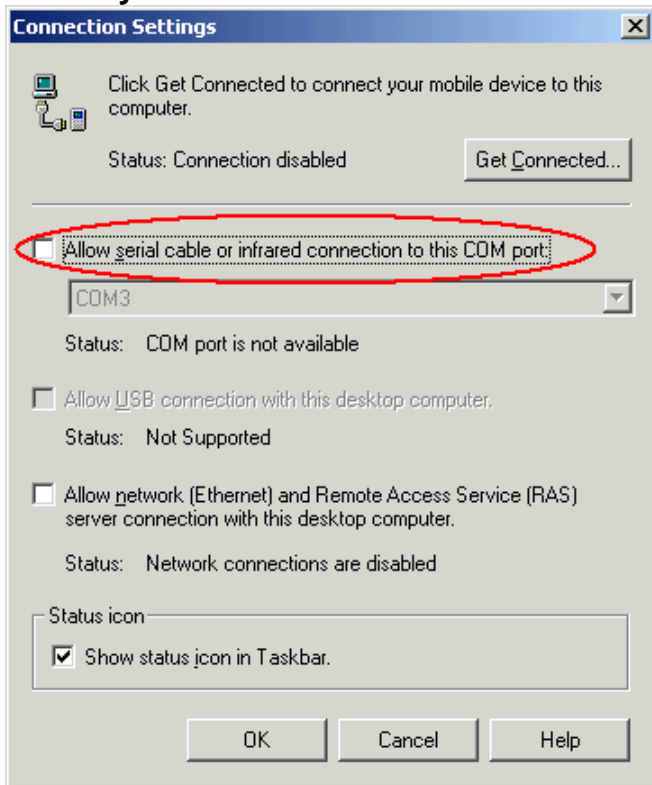 Connection Settings
Click Get Connected to connect your mobile device to this
computer.
Status: Connection disabled
Get Connected...
Allow serial cable or infrared connection to this COM port:
COM3
Status: COM port is not available
Allow USB connection with this desktop computer.
Status: Not Supported
Allow network (Ethernet) and Remote Access Service (RAS)
server connection with this desktop computer.
Status: Network connections are disabled
Status icon
Show status icon in Taskbar.
OK Cancel Help